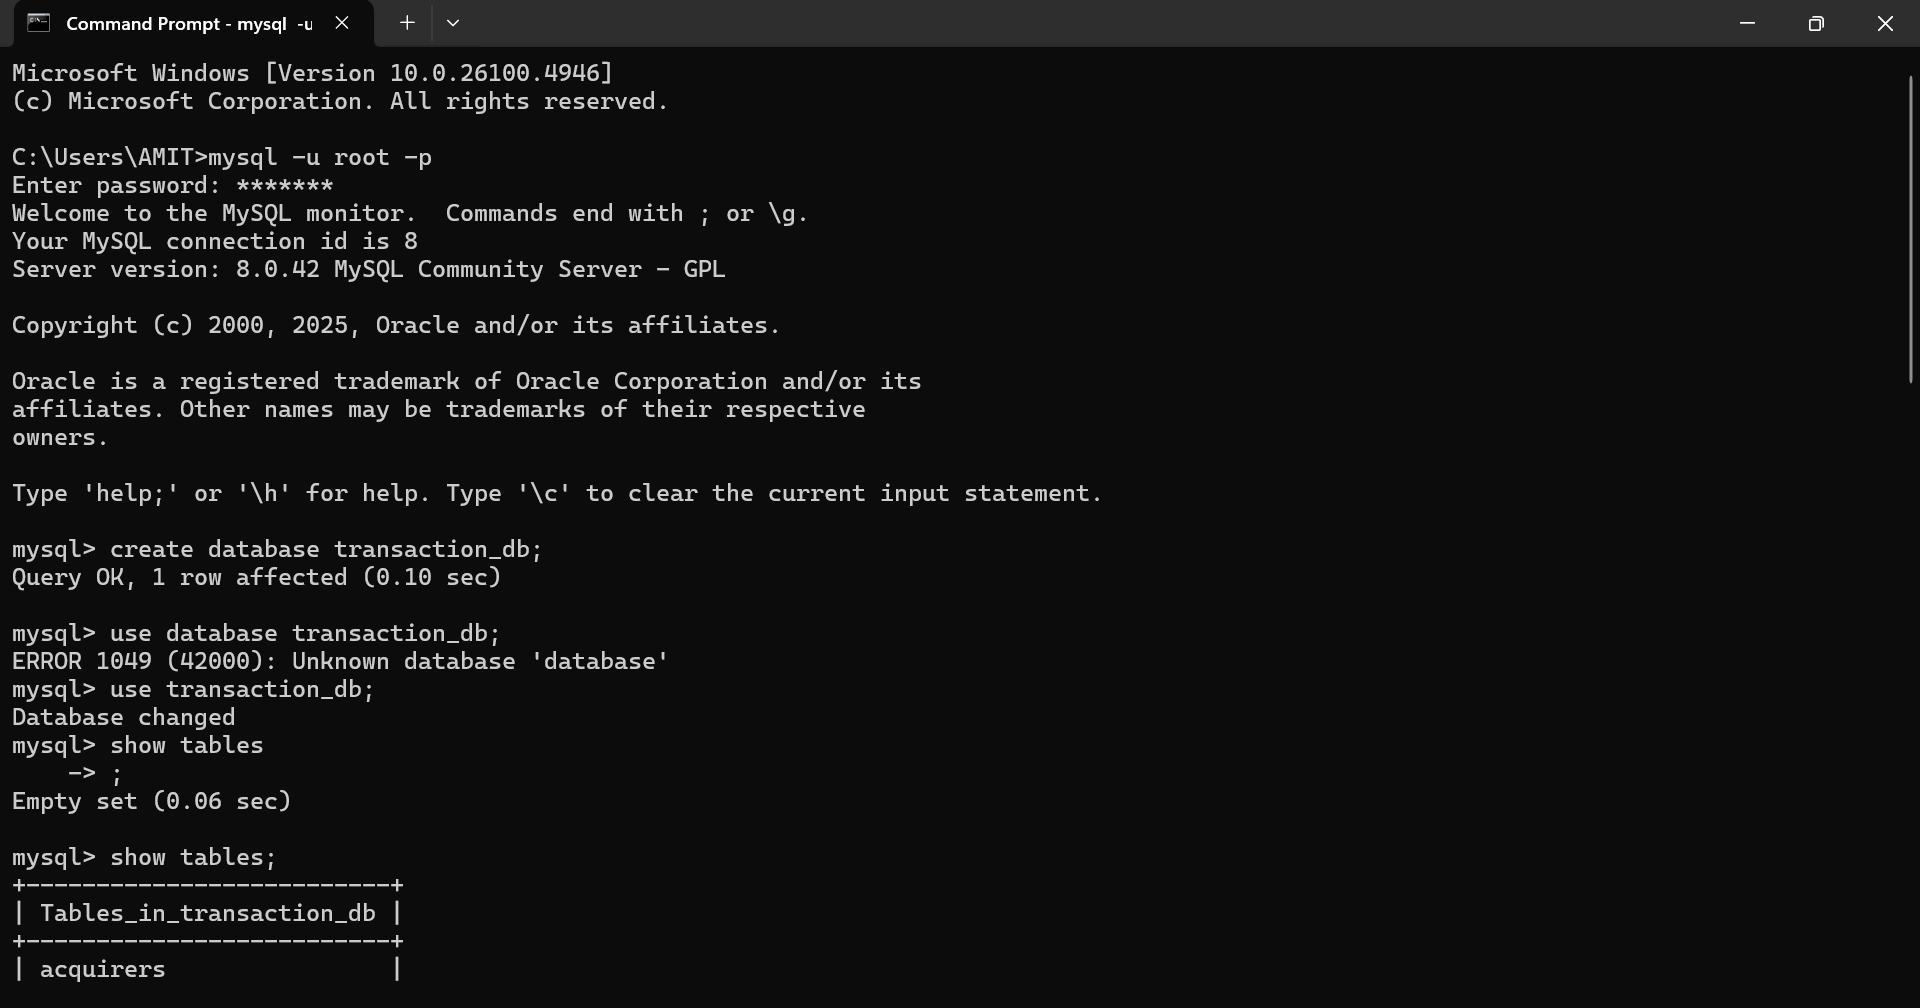 Command Prompt - mysql  -u
Microsoft Windows [Version 10.0.26100.4946]
(c) Microsoft Corporation. All rights reserved.
C:\Users\AMIT>mysql -u root -p
Enter password: *******
Welcome to the MySQL monitor.  Commands end with ; or \g.
Your MySQL connection id is 8
Server version: 8.0.42 MySQL Community Server - GPL
Copyright (c) 2000, 2025, Oracle and/or its affiliates.
Oracle is a registered trademark of Oracle Corporation and/or its
affiliates. Other names may be trademarks of their respective
owners.
Type 'help;' or '\h' for help. Type '\c' to clear the current input statement.
mysql> create database transaction_db;
Query OK, 1 row affected (0.10 sec)
mysql> use database transaction_db;
ERROR 1049 (42000): Unknown database 'database'
mysql> use transaction_db;
Database changed
mysql> show tables
    -> ;
Empty set (0.06 sec)
mysql> show tables;
+--------------------------+
| Tables_in_transaction_db |
+--------------------------+
| acquirers                |